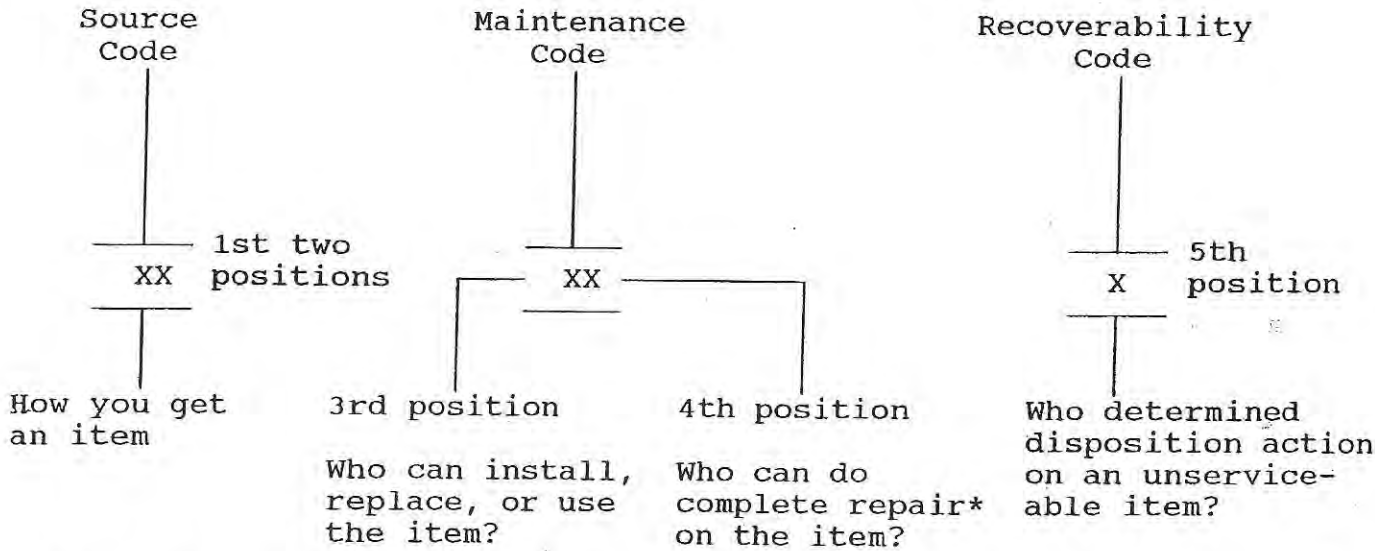 Source
Code
Maintenance
Code
Recoverability
Code
XX
1st two
positions
XX
X
5th
position
How you get
an item
3rd position
Who can install,
replace, or use
the item?
4th position
Who can do
complete repair*
on the item?
Who determined
disposition action
on an unservice-
able item?